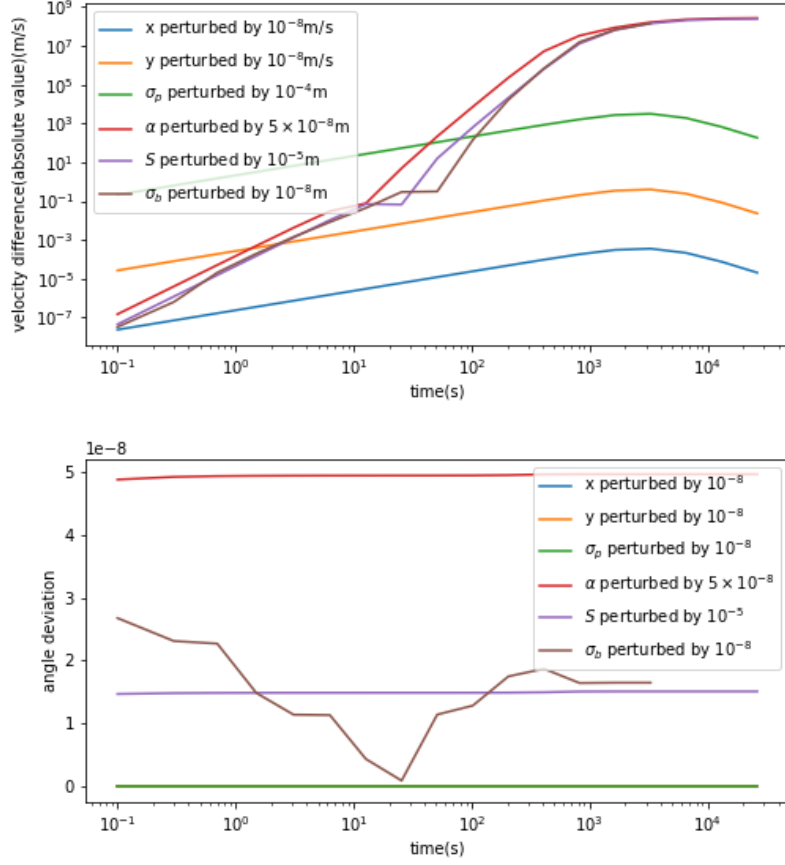 10⁹
10⁷
10⁵
10³
10¹
10⁻¹
10⁻³
10⁻⁵
10⁻⁷
velocity difference(absolute value)(m/s)
x perturbed by 10⁻⁸m/s
y perturbed by 10⁻⁸m/s
σₚ perturbed by 10⁻⁴m
α perturbed by 5 × 10⁻⁸m
S perturbed by 10⁻⁵m
σ_b perturbed by 10⁻⁸m
10⁻¹ 10⁰ 10¹ 10² 10³ 10⁴
time(s)
1e−8
5
4
3
2
1
0
angle deviation
x perturbed by 10⁻⁸
y perturbed by 10⁻⁸
σₚ perturbed by 10⁻⁸
α perturbed by 5 × 10⁻⁸
S perturbed by 10⁻⁵
σ_b perturbed by 10⁻⁸
10⁻¹ 10⁰ 10¹ 10² 10³ 10⁴
time(s)